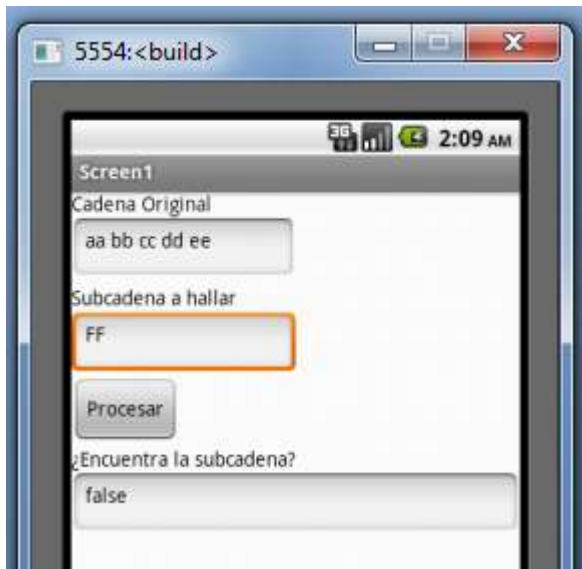 5554:<build>
3G
2:09 AM
Screen1
Cadena Original
aa bb cc dd ee
Subcadena a hallar
FF
Procesar
¿Encuentra la subcadena?
false